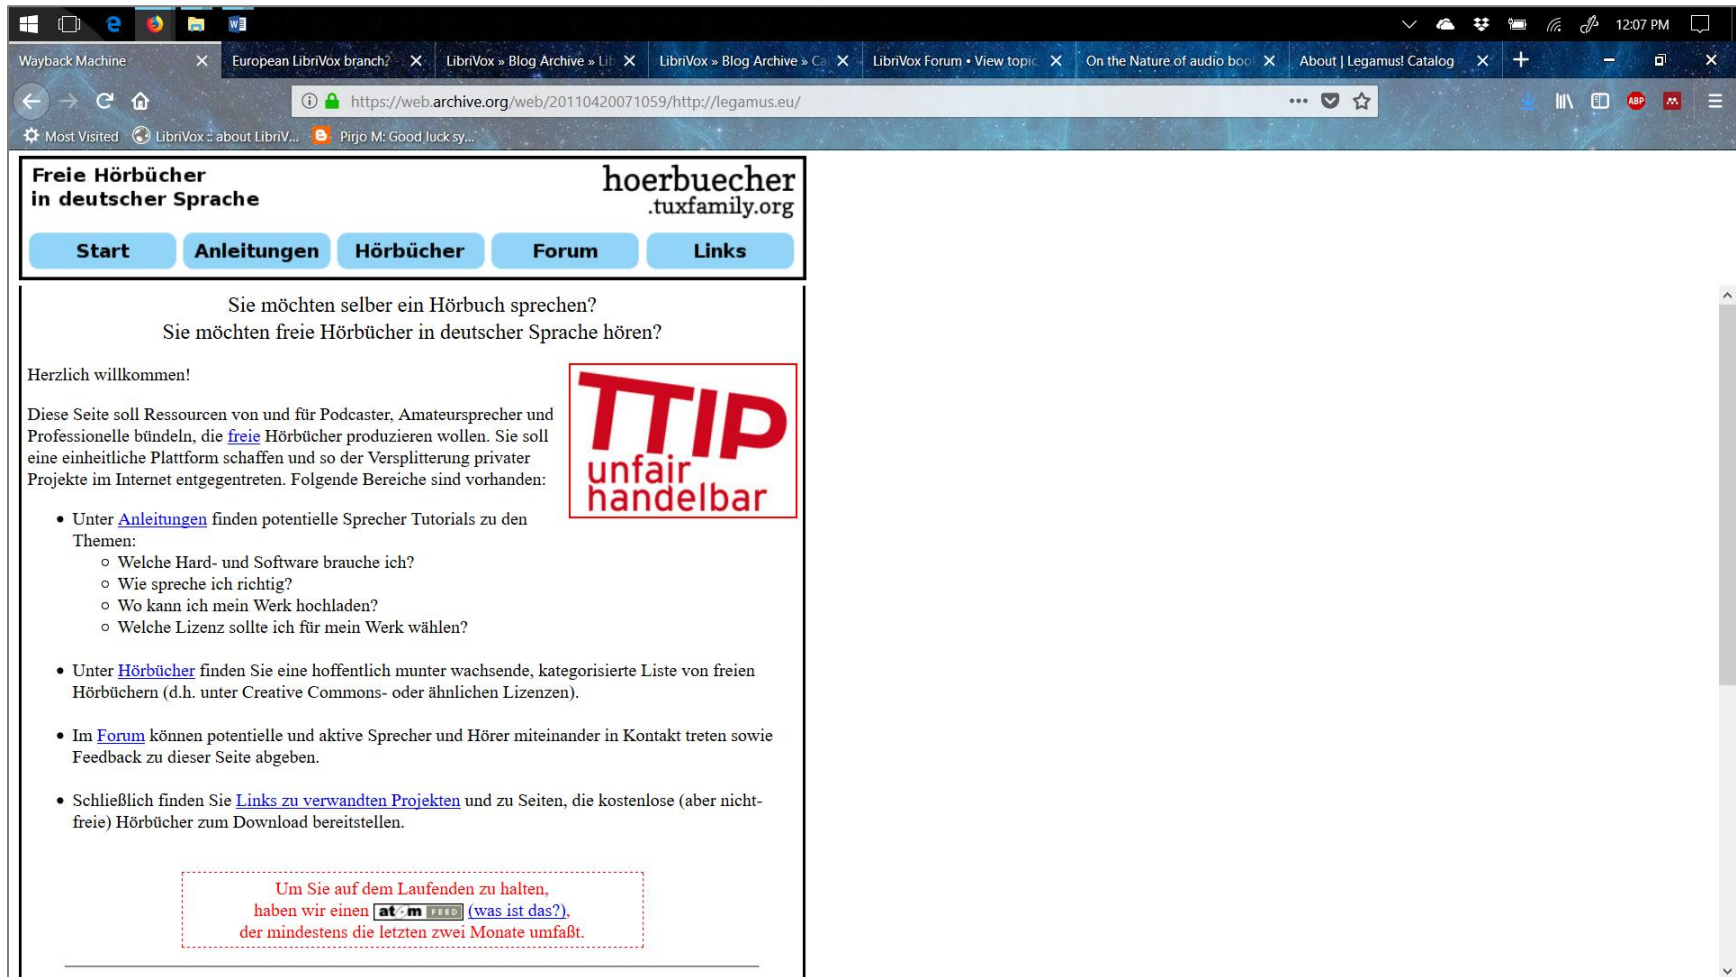 12:07 PM
Wayback Machine
European LibriVox branch? -
LibriVox » Blog Archive » Lib
LibriVox » Blog Archive » Ca
LibriVox Forum • View topic
On the Nature of audio boo
About | Legamus! Catalog
https://web.archive.org/web/20110420071059/http://legamus.eu/
ABP
Most Visited
LibriVox :: about LibriV...
Pirjo M: Good luck sy...
Freie Hörbücher
in deutscher Sprache
hoerbuecher
.tuxfamily.org
Start
Anleitungen
Hörbücher
Forum
Links
Sie möchten selber ein Hörbuch sprechen?
Sie möchten freie Hörbücher in deutscher Sprache hören?
Herzlich willkommen!
Diese Seite soll Ressourcen von und für Podcaster, Amateursprecher und
Professionelle bündeln, die freie Hörbücher produzieren wollen. Sie soll
eine einheitliche Plattform schaffen und so der Versplitterung privater
Projekte im Internet entgegentreten. Folgende Bereiche sind vorhanden:
TTIP
unfair
handelbar
• Unter Anleitungen finden potentielle Sprecher Tutorials zu den
Themen:
Welche Hard- und Software brauche ich?
Wie spreche ich richtig?
Wo kann ich mein Werk hochladen?
Welche Lizenz sollte ich für mein Werk wählen?
• Unter Hörbücher finden Sie eine hoffentlich munter wachsende, kategorisierte Liste von freien
Hörbüchern (d.h. unter Creative Commons- oder ähnlichen Lizenzen).
• Im Forum können potentielle und aktive Sprecher und Hörer miteinander in Kontakt treten sowie
Feedback zu dieser Seite abgeben.
• Schließlich finden Sie Links zu verwandten Projekten und zu Seiten, die kostenlose (aber nicht-
freie) Hörbücher zum Download bereitstellen.
Um Sie auf dem Laufenden zu halten,
haben wir einen atom FEED (was ist das?),
der mindestens die letzten zwei Monate umfaßt.